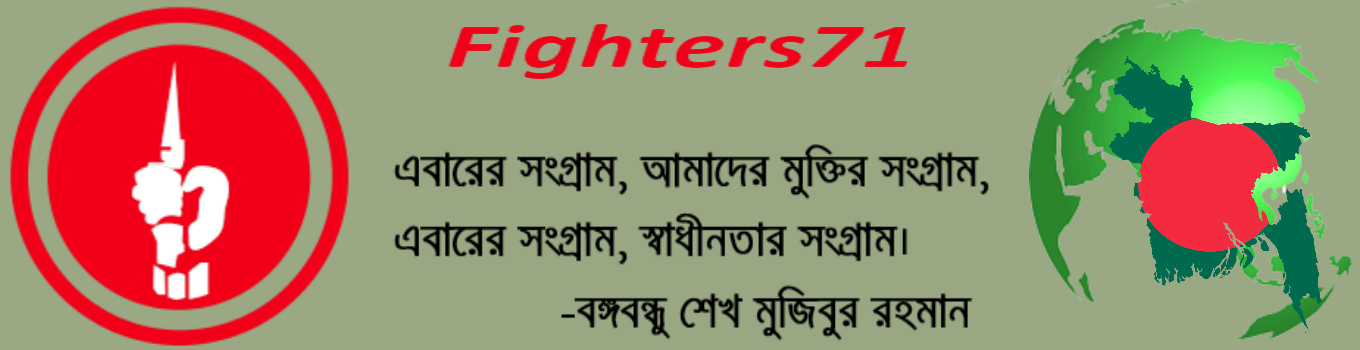 Fighters71
এবারের সংগ্রাম, আমাদের মুক্তির সংগ্রাম,
এবারের সংগ্রাম, স্বাধীনতার সংগ্রাম।
-বঙ্গবন্ধু শেখ মুজিবুর রহমান